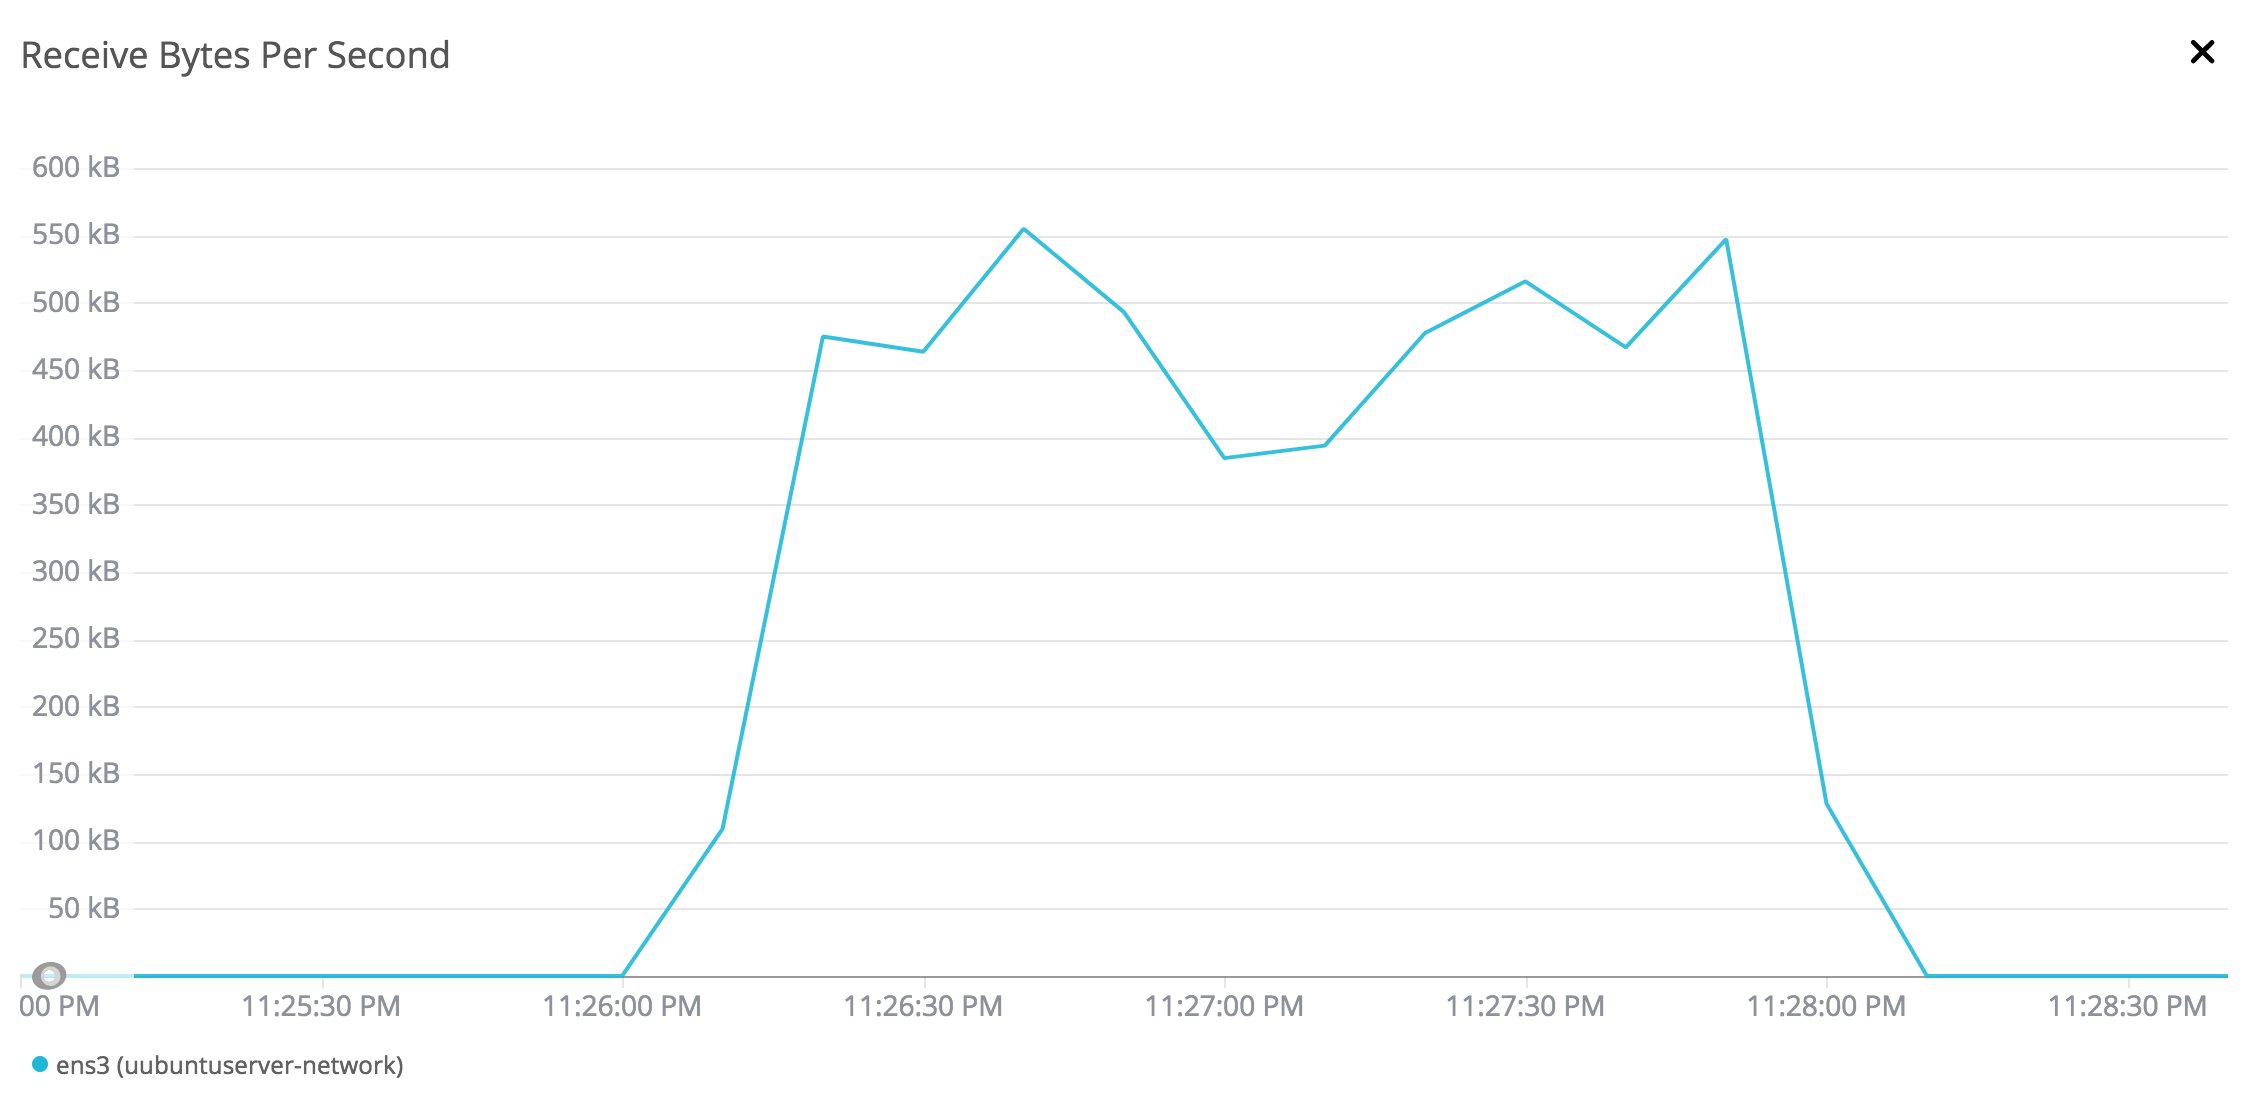 Receive Bytes Per Second
600 kB
550 kB
500 kB
450 kB
400 kB
350 kB
300 kB
250 kB
200 kB
150 kB
100 kB
50 kB
00 PM 11:25:30 PM 11:26:00 PM 11:26:30 PM 11:27:00 PM 11:27:30 PM 11:28:00 PM 11:28:30 PM
ens3 (uubuntuserver-network)